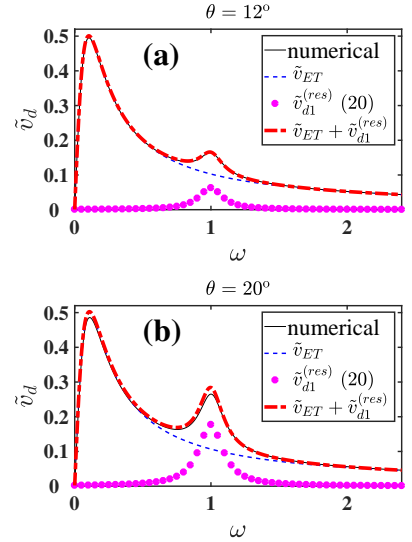 θ = 12°
(a)
numerical
ṽ_ET
ṽ_d1^(res) (20)
ṽ_ET + ṽ_d1^(res)
ṽ_d
0.5
0.4
0.3
0.2
0.1
0
0 1 2
ω
θ = 20°
(b)
numerical
ṽ_ET
ṽ_d1^(res) (20)
ṽ_ET + ṽ_d1^(res)
ṽ_d
0.5
0.4
0.3
0.2
0.1
0
0 1 2
ω